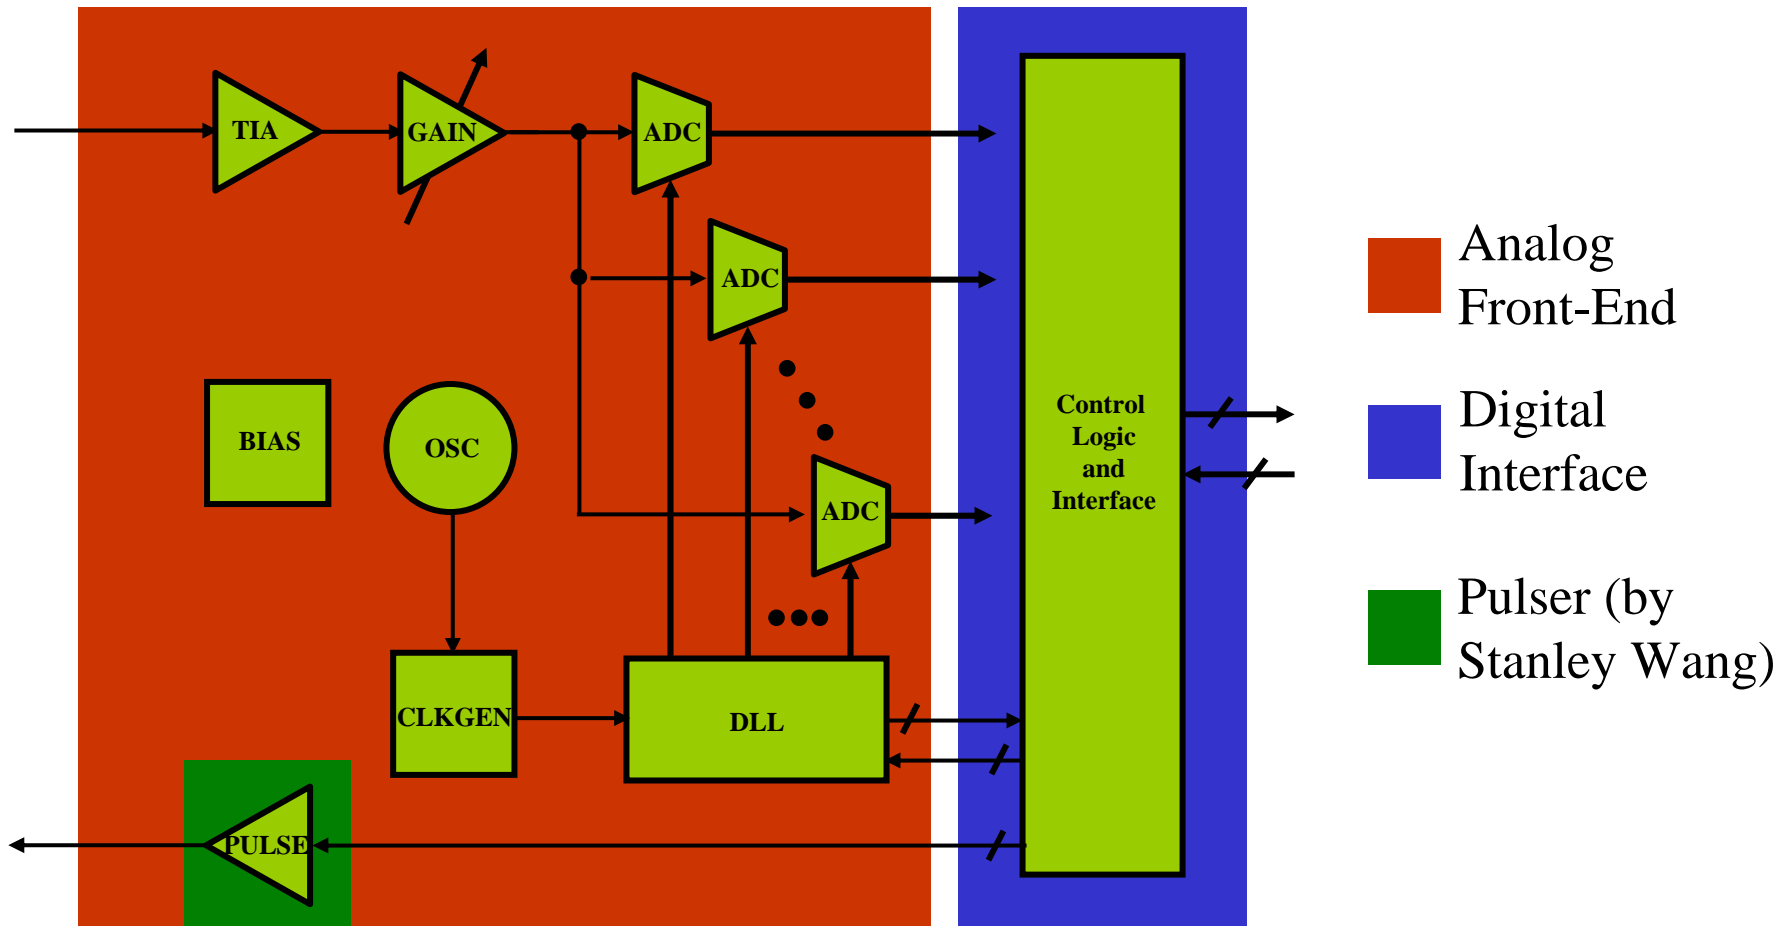 TIA
GAIN
ADC
ADC
BIAS
OSC
ADC
CLKGEN
DLL
PULSE
Control
Logic
and
Interface
Analog
Front-End
Digital
Interface
Pulser (by
Stanley Wang)